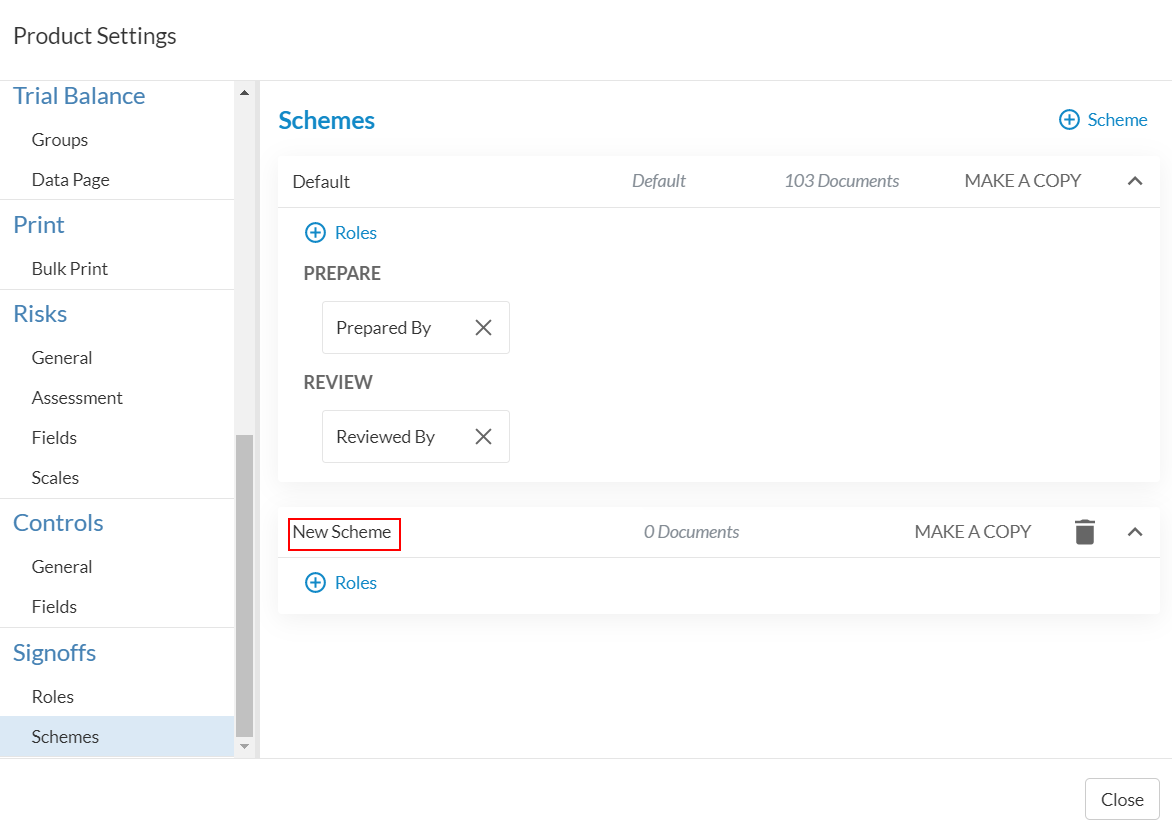 Product Settings
Trial Balance
Groups
Data Page
Print
Bulk Print
Risks
General
Assessment
Fields
Scales
Controls
General
Fields
Signoffs
Roles
Schemes
Schemes
Scheme
Default Default 103 Documents MAKE A COPY
Roles
PREPARE
Prepared By
REVIEW
Reviewed By
New Scheme 0 Documents MAKE A COPY
Roles
Close